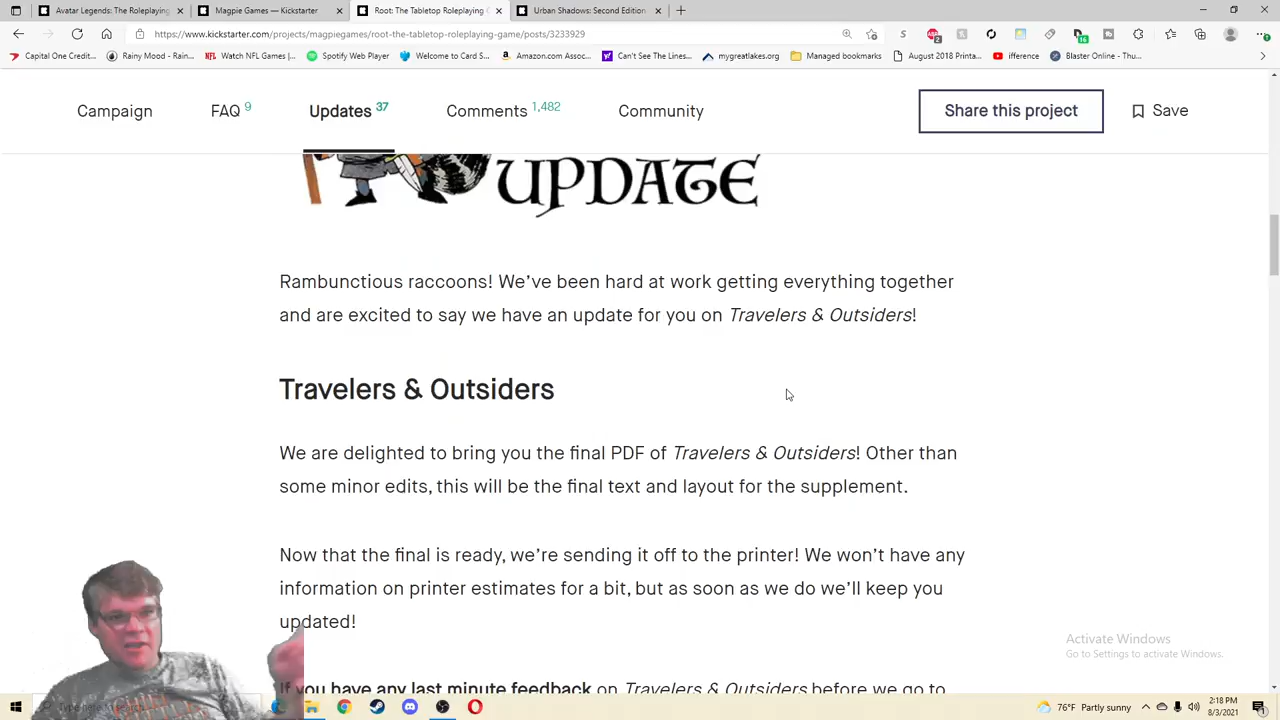 Avatar Legends: The Roleplaying
Magpie Games — Kickstarter
Root: The Tabletop Roleplaying
Urban Shadows: Second Edition
https://www.kickstarter.com/projects/magpiegames/root-the-tabletop-roleplaying-game/posts/3233929
Capital One Credit...
Rainy Mood - Rain...
Watch NFL Games |...
Spotify Web Player
Welcome to Card S...
Amazon.com Assoc...
Can't See the Lines...
mygreatlakes.org
Managed bookmarks
August 2018 Printa...
ifference
Blaster Online - Thu...
Campaign
FAQ 9
Updates 37
Comments 1,482
Community
Share this project
Save
UPDATE
Rambunctious raccoons! We've been hard at work getting everything together
and are excited to say we have an update for you on Travelers & Outsiders!
Travelers & Outsiders
We are delighted to bring you the final PDF of Travelers & Outsiders! Other than
some minor edits, this will be the final text and layout for the supplement.
Now that the final is ready, we're sending it off to the printer! We won't have any
information on printer estimates for a bit, but as soon as we do we'll keep you
updated!
Activate Windows
Go to Settings to activate Windows.
If you have any last minute feedback on Travelers & Outsiders before we go to
Type here to search
76°F Partly sunny
2:18 PM
8/3/2021